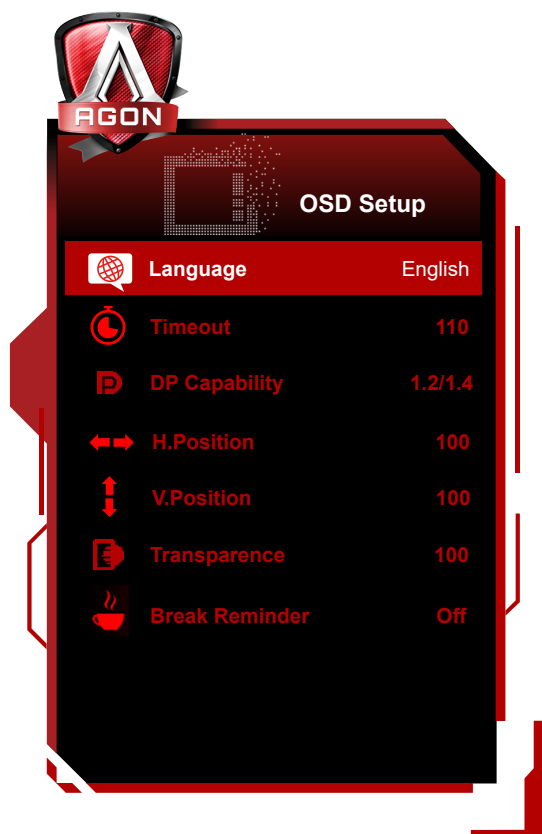 AGON
OSD Setup
Language English
Timeout 110
DP Capability 1.2/1.4
H.Position 100
V.Position 100
Transparence 100
Break Reminder Off